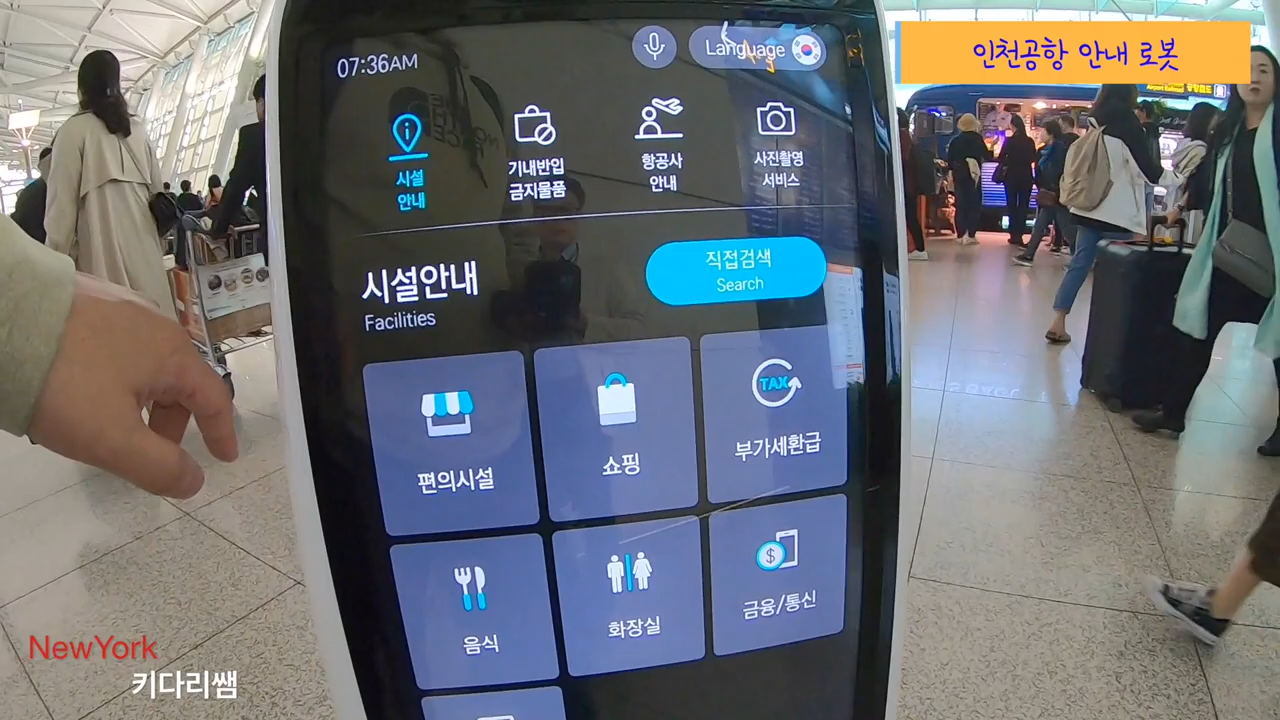 인천공항 안내 로봇
07:36AM
Language
시설
안내
기내반입
금지물품
항공사
안내
사진촬영
서비스
시설안내
Facilities
직접검색
Search
편의시설
쇼핑
TAX
부가세환급
음식
화장실
$
금융/통신
NewYork
키다리쌤